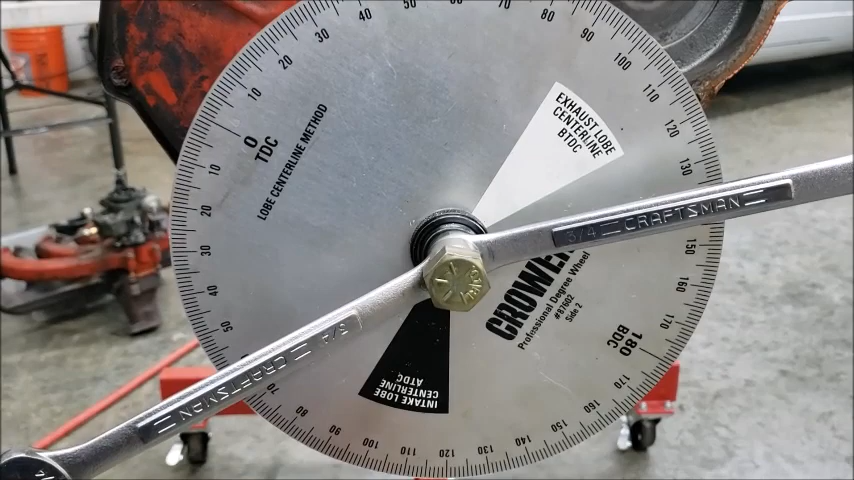 50
60
70
80
90
100
110
120
130
150
160
170
180
BDC
170
160
150
140
130
120
110
100
90
80
70
50
40
30
20
10
0
TDC
10
20
30
40
LOBE CENTERLINE METHOD
EXHAUST LOBE
CENTERLINE
BTDC
3/4 CRAFTSMAN
CROWER
Professional Degree Wheel
#87602
Side 2
INTAKE LOBE
CENTERLINE
ATDC
3/4 CRAFTSMAN